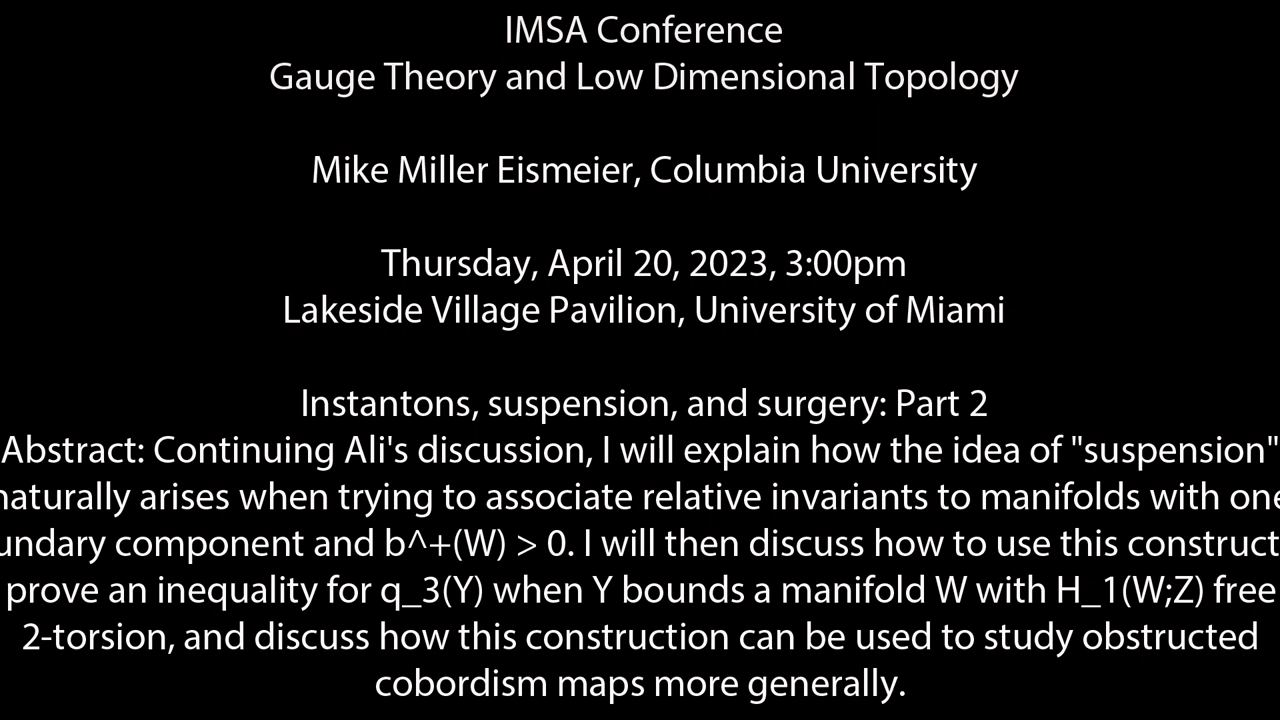 IMSA Conference
Gauge Theory and Low Dimensional Topology
Mike Miller Eismeier, Columbia University
Thursday, April 20, 2023, 3:00pm
Lakeside Village Pavilion, University of Miami
Instantons, suspension, and surgery: Part 2
Abstract: Continuing Ali's discussion, I will explain how the idea of "suspension"
naturally arises when trying to associate relative invariants to manifolds with one
undary component and b^+(W) > 0. I will then discuss how to use this construct
prove an inequality for q_3(Y) when Y bounds a manifold W with H_1(W;Z) free
2-torsion, and discuss how this construction can be used to study obstructed
cobordism maps more generally.